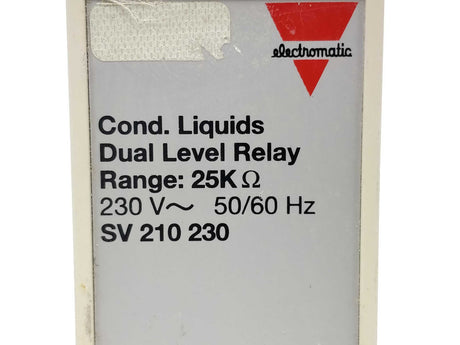 electromatic
Cond. Liquids
Dual Level Relay
Range: 25K Ω
230 V～ 50/60 Hz
SV 210 230